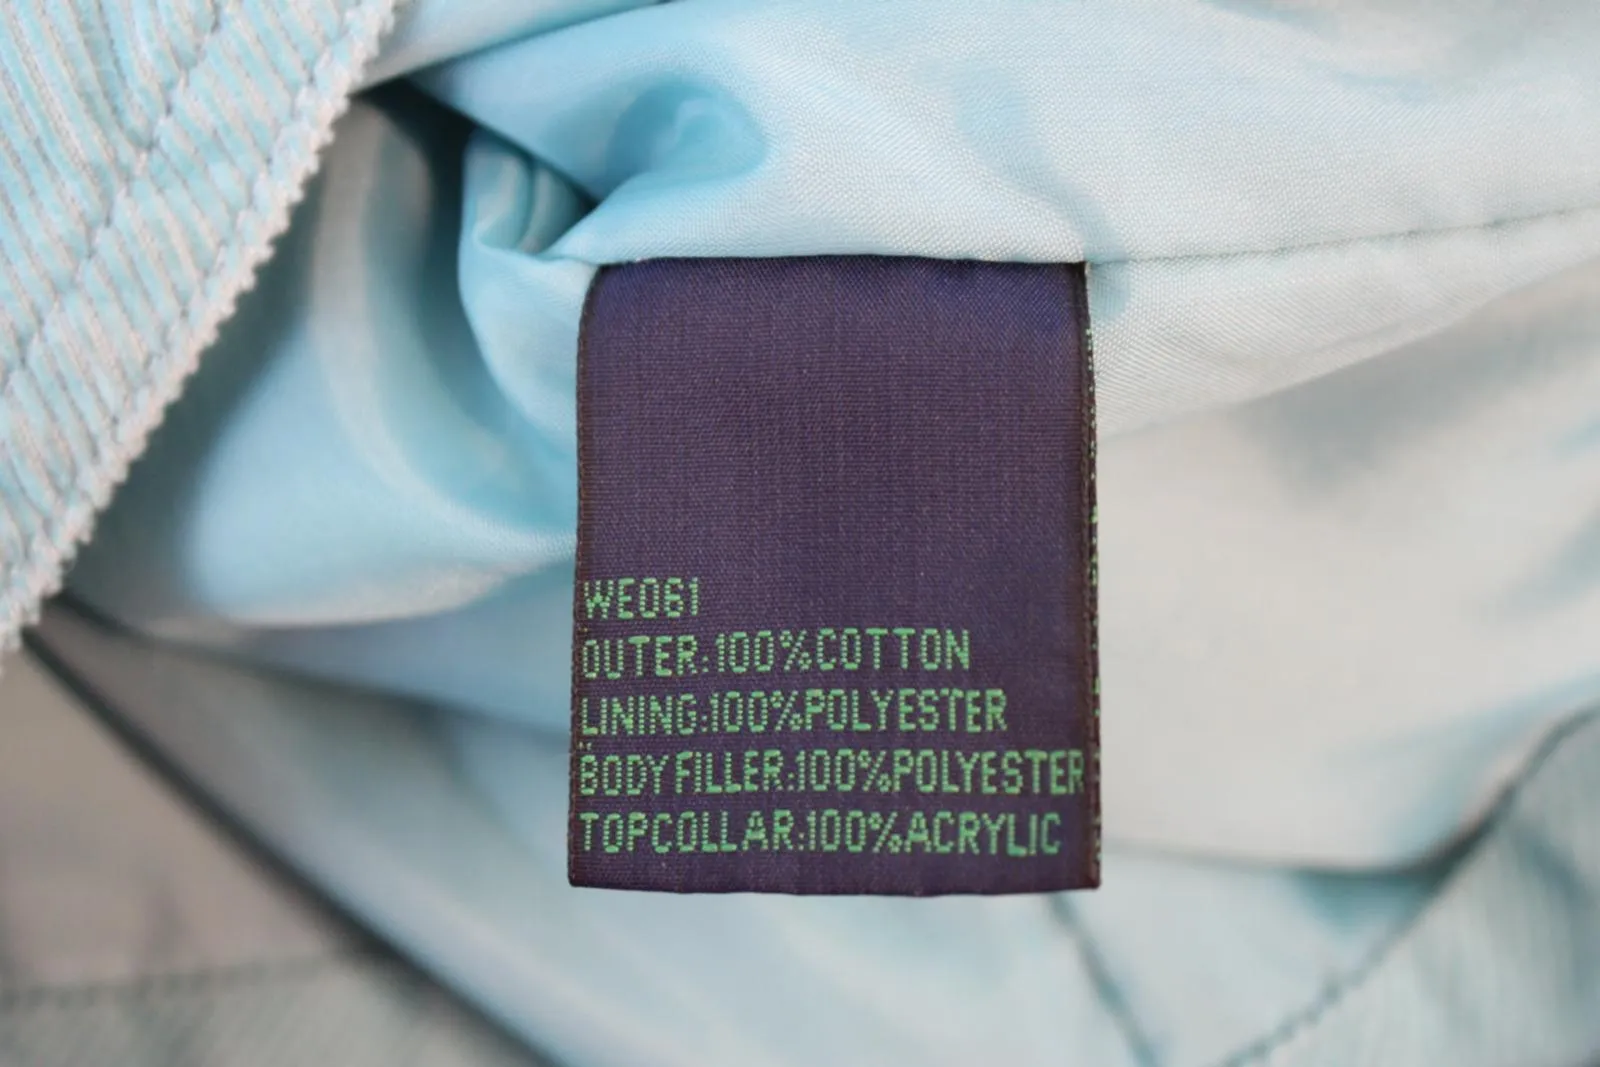 WE061
OUTER:100%COTTON
LINING:100%POLYESTER
BODY FILLER:100%POLYESTER
TOPCOLLAR:100%ACRYLIC